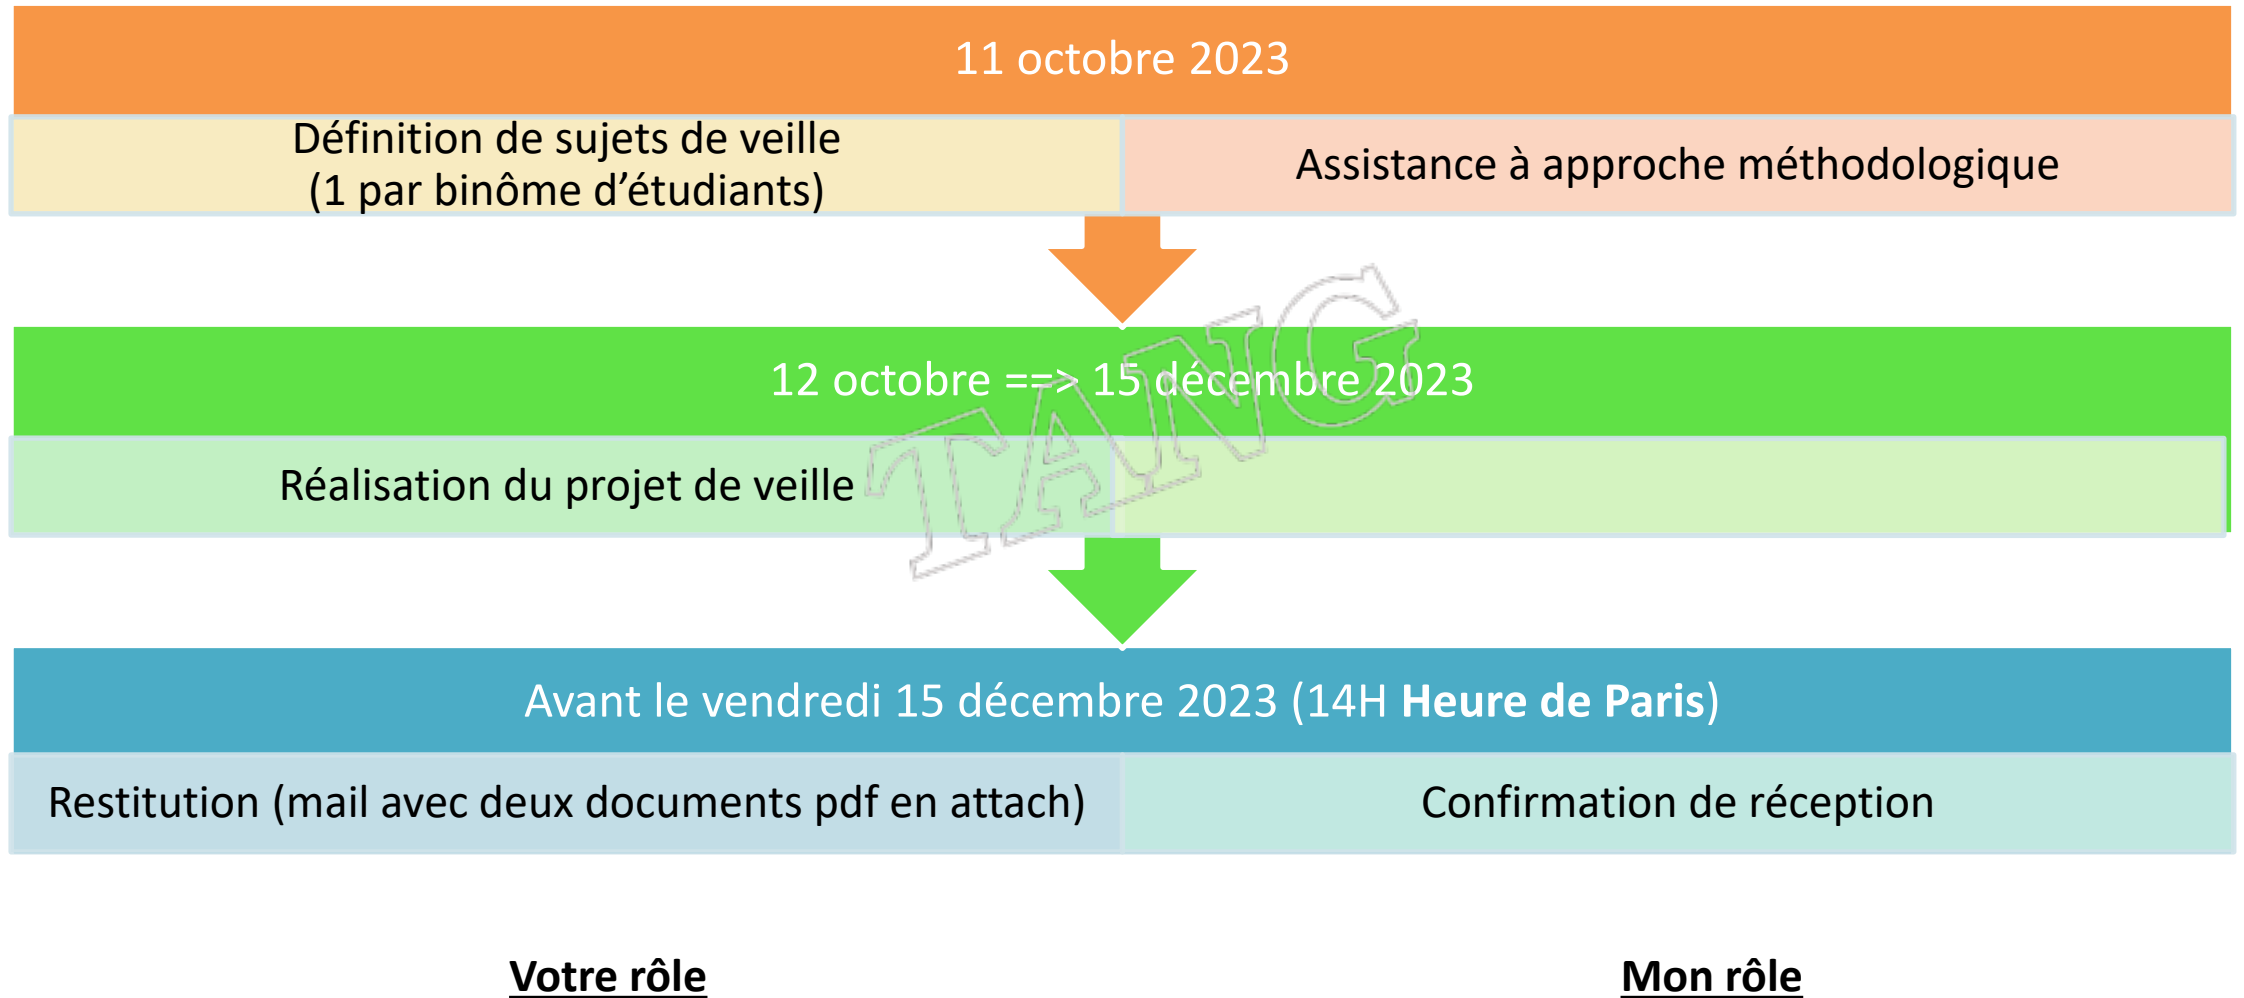 11 octobre 2023
Définition de sujets de veille
(1 par binôme d’étudiants)
Assistance à approche méthodologique
12 octobre ==> 15 décembre 2023
Réalisation du projet de veille
TANG
Avant le vendredi 15 décembre 2023 (14H Heure de Paris)
Restitution (mail avec deux documents pdf en attach)
Confirmation de réception
Votre rôle
Mon rôle